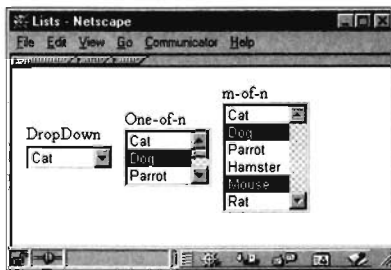 Lists - Netscape
File Edit View Go Communicator Help
DropDown
Cat
One-of-n
Cat
Dog
Parrot
m-of-n
Cat
Dog
Parrot
Hamster
Mouse
Rat